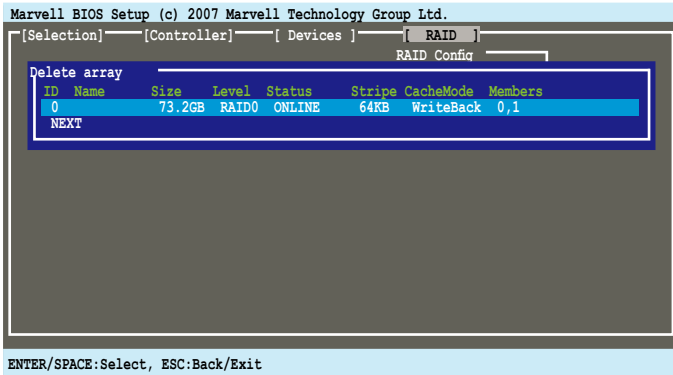 Marvell BIOS Setup (c) 2007 Marvell Technology Group Ltd.
[Selection] [Controller] [ Devices ] [ RAID ]
RAID Config
Delete array
ID Name Size Level Status Stripe CacheMode Members
0 73.2GB RAID0 ONLINE 64KB WriteBack 0,1
NEXT
ENTER/SPACE:Select, ESC:Back/Exit